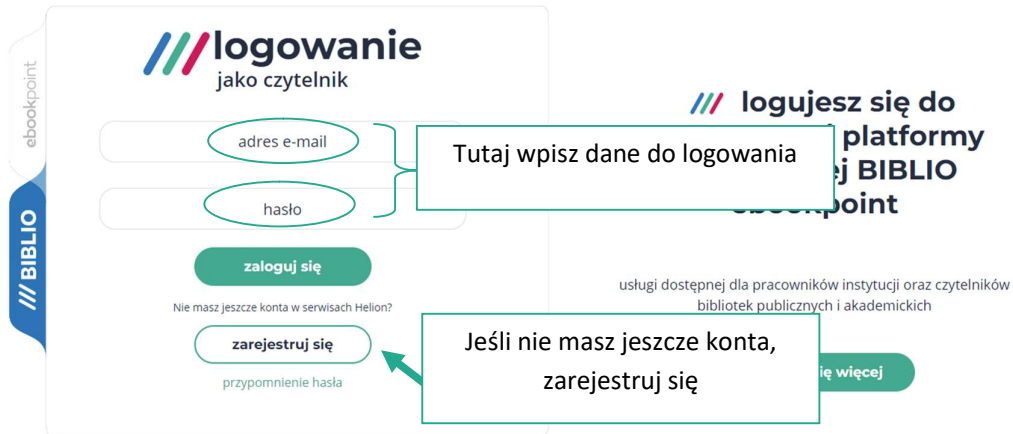 ebookpoint
/// BIBLIO
///logowanie
jako czytelnik
adres e-mail
hasło
zaloguj się
Nie masz jeszcze konta w serwisach Helion?
zarejestruj się
przypomnienie hasła
Tutaj wpisz dane do logowania
Jeśli nie masz jeszcze konta,
zarejestruj się
/// logujesz się do
platformy
BIBLIO
usługi dostępnej dla pracowników instytucji oraz czytelników
bibliotek publicznych i akademickich
więcej